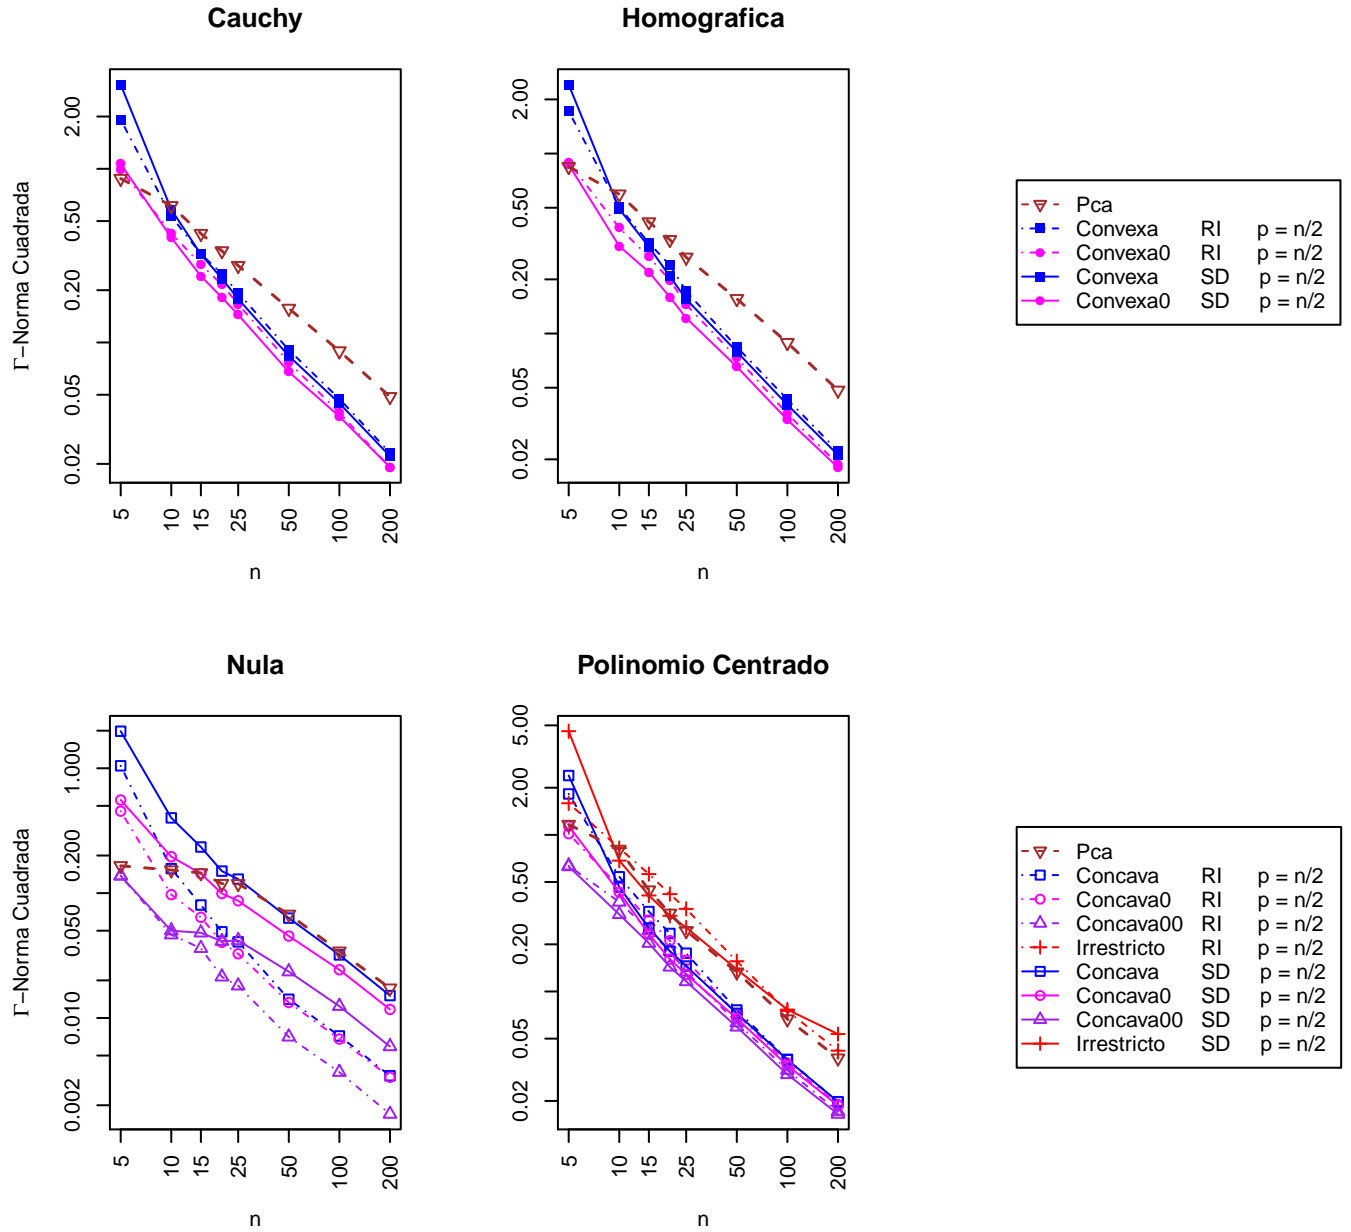 Cauchy
Γ−Norma Cuadrada
2.00
0.50
0.20
0.05
0.02
5
10
15
25
50
100
200
n
Homografica
2.00
0.50
0.20
0.05
0.02
5
10
15
25
50
100
200
n
Pca
Convexa RI p = n/2
Convexa0 RI p = n/2
Convexa SD p = n/2
Convexa0 SD p = n/2
Nula
Γ−Norma Cuadrada
1.000
0.200
0.050
0.010
0.002
5
10
15
25
50
100
200
n
Polinomio Centrado
5.00
2.00
0.50
0.20
0.05
0.02
5
10
15
25
50
100
200
n
Pca
Concava RI p = n/2
Concava0 RI p = n/2
Concava00 RI p = n/2
Irrestricto RI p = n/2
Concava SD p = n/2
Concava0 SD p = n/2
Concava00 SD p = n/2
Irrestricto SD p = n/2